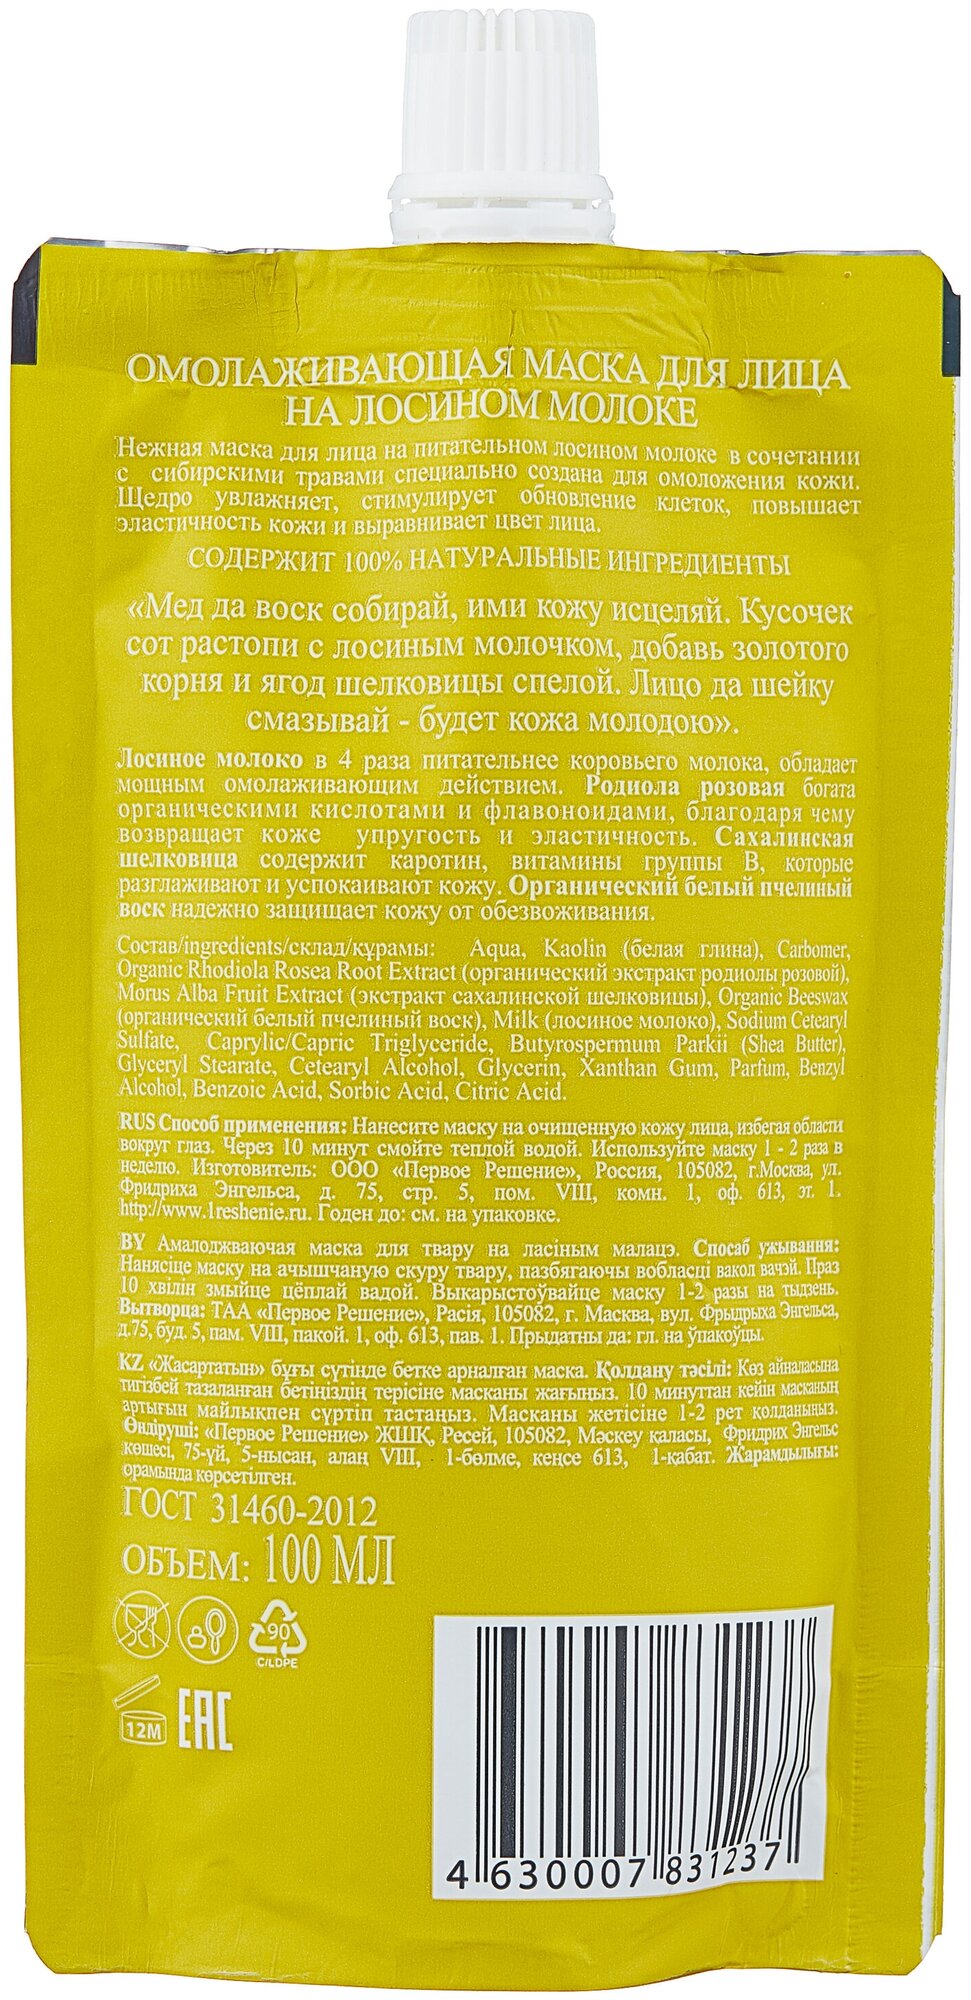 ОМОЛАЖИВАЮЩАЯ МАСКА ДЛЯ ЛИЦА
НА ЛОСИНОМ МОЛОКЕ
Нежная маска для лица на питательном лосином молоке в сочетании
с сибирскими травами специально создана для омоложения кожи.
Щедро увлажняет, стимулирует обновление клеток, повышает
эластичность кожи и выравнивает цвет лица.
СОДЕРЖИТ 100% НАТУРАЛЬНЫЕ ИНГРЕДИЕНТЫ
«Мед да воск собирай, ими кожу исцеляй. Кусочек
сот растопи с лосиным молочком, добавь золотого
корня и ягод шелковицы спелой. Лицо да шейку
смазывай - будет кожа молодою».
Лосиное молоко в 4 раза питательнее коровьего молока, обладает
мощным омолаживающим действием. Родиола розовая богата
органическими кислотами и флавоноидами, благодаря чему
возвращает коже упругость и эластичность. Сахалинская
шелковица содержит каротин, витамины группы В, которые
разглаживают и успокаивают кожу. Органический белый пчелиный
воск надежно защищает кожу от обезвоживания.
Состав/ingredients/склад/құрамы: Aqua, Kaolin (белая глина), Carbomer,
Organic Rhodiola Rosea Root Extract (органический экстракт родиолы розовой),
Morus Alba Fruit Extract (экстракт сахалинской шелковицы), Organic Beeswax
(органический белый пчелиный воск), Milk (лосиное молоко), Sodium Cetearyl
Sulfate, Caprylic/Capric Triglyceride, Butyrospermum Parkii (Shea Butter),
Glyceryl Stearate, Cetearyl Alcohol, Glycerin, Xanthan Gum, Parfum, Benzyl
Alcohol, Benzoic Acid, Sorbic Acid, Citric Acid.
RUS Способ применения: Нанесите маску на очищенную кожу лица, избегая области
вокруг глаз. Через 10 минут смойте теплой водой. Используйте маску 1 - 2 раза в
неделю. Изготовитель: ООО «Первое Решение», Россия, 105082, г.Москва, ул.
Фридриха Энгельса, д. 75, стр. 5, пом. VIII, комн. 1, оф. 613, эт. 1.
http://www.1reshenie.ru. Годен до: см. на упаковке.
BY Амалоджваючая маска для твару на ласіным малацэ. Спосаб ужывання:
Нанясіце маску на ачышчаную скуру твару, пазбягаючы вобласці вакол вачэй. Праз
10 хвілін змыйце цёплай вадой. Выкарыстоўвайце маску 1-2 разы на тыдзень.
Вытворца: ТАА «Первое Решение», Расія, 105082, г. Масква, вул. Фрыдрыха Энгельса,
д.75, буд. 5, пам. VIII, пакой. 1, оф. 613, пав. 1. Прыдатны да: гл. на ўпакоўцы.
KZ «Жасартатын» бұғы сүтінде бетке арналған маска. Қолдану тәсілі: Көз айналасына
тигізбей тазаланған бетіңіздің терісіне масканы жағыңыз. 10 минуттан кейін масканың
артығын майлықпен сүртіп тастаңыз. Масканы жетісіне 1-2 рет қолданыңыз.
Өндіруші: «Первое Решение» ЖШҚ, Ресей, 105082, Мәскеу қаласы, Фридрих Энгельс
көшесі, 75-үй, 5-нысан, алаң VIII, 1-бөлме, кеңсе 613, 1-қабат. Жарамдылығы:
орамында көрсетілген.
ГОСТ 31460-2012
ОБЪЕМ: 100 МЛ
90
C/LDPE
12M
EAC
4 630007 831237